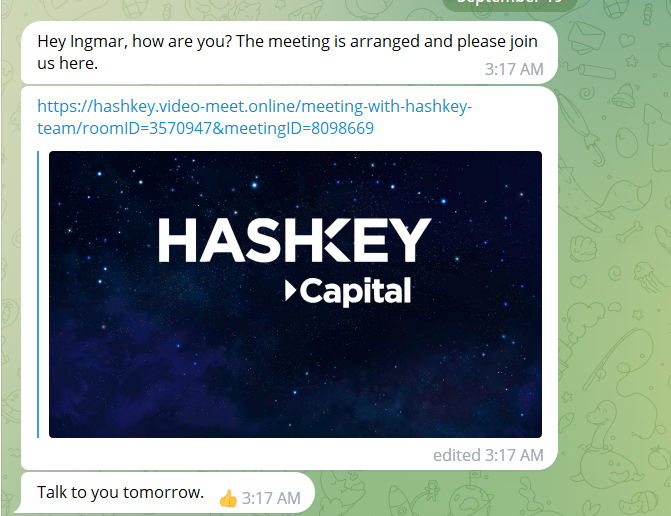 Hey Ingmar, how are you? The meeting is arranged and please join
us here.
3:17 AM
https://hashkey.video-meet.online/meeting-with-hashkey-
team/roomID=3570947&meetingID=8098669
HASHKEY
Capital
edited 3:17 AM
Talk to you tomorrow. 👍 3:17 AM